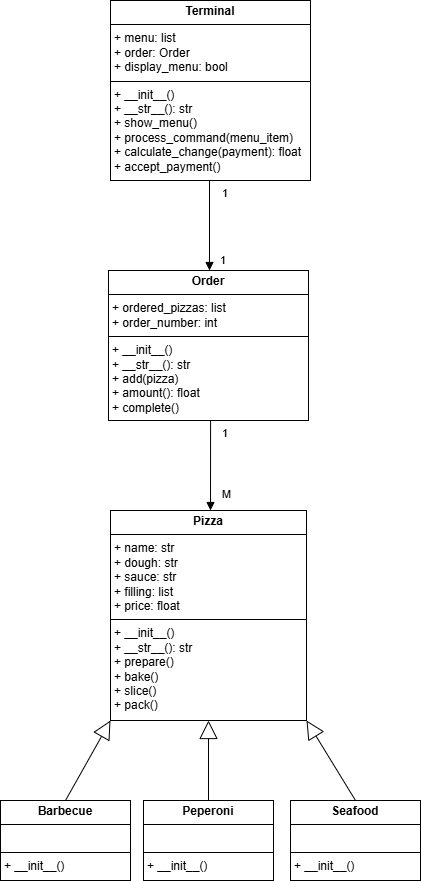 Terminal
+ menu: list
+ order: Order
+ display_menu: bool
+ __init__()
+ __str__(): str
+ show_menu()
+ process_command(menu_item)
+ calculate_change(payment): float
+ accept_payment()
1
1
Order
+ ordered_pizzas: list
+ order_number: int
+ __init__()
+ __str__(): str
+ add(pizza)
+ amount(): float
+ complete()
1
M
Pizza
+ name: str
+ dough: str
+ sauce: str
+ filling: list
+ price: float
+ __init__()
+ __str__(): str
+ prepare()
+ bake()
+ slice()
+ pack()
Barbecue
+ __init__()
Peperoni
+ __init__()
Seafood
+ __init__()